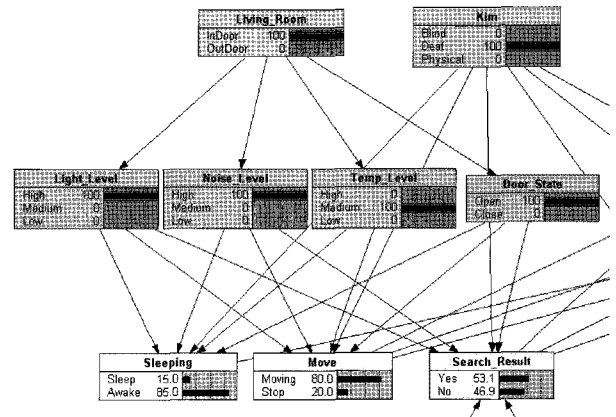 Living_Room
InDoor 100
OutDoor 0
Kim
Blind 0
Deaf 100
Physical 0
Light_Level
High 100
Medium 0
Low 0
Noise_Level
High 100
Medium 0
Low 0
Temp_Level
High 0
Medium 100
Low 0
Door_State
Open 100
Close 0
Sleeping
Sleep 15.0
Awake 85.0
Move
Moving 80.0
Stop 20.0
Search_Result
Yes 53.1
No 46.9